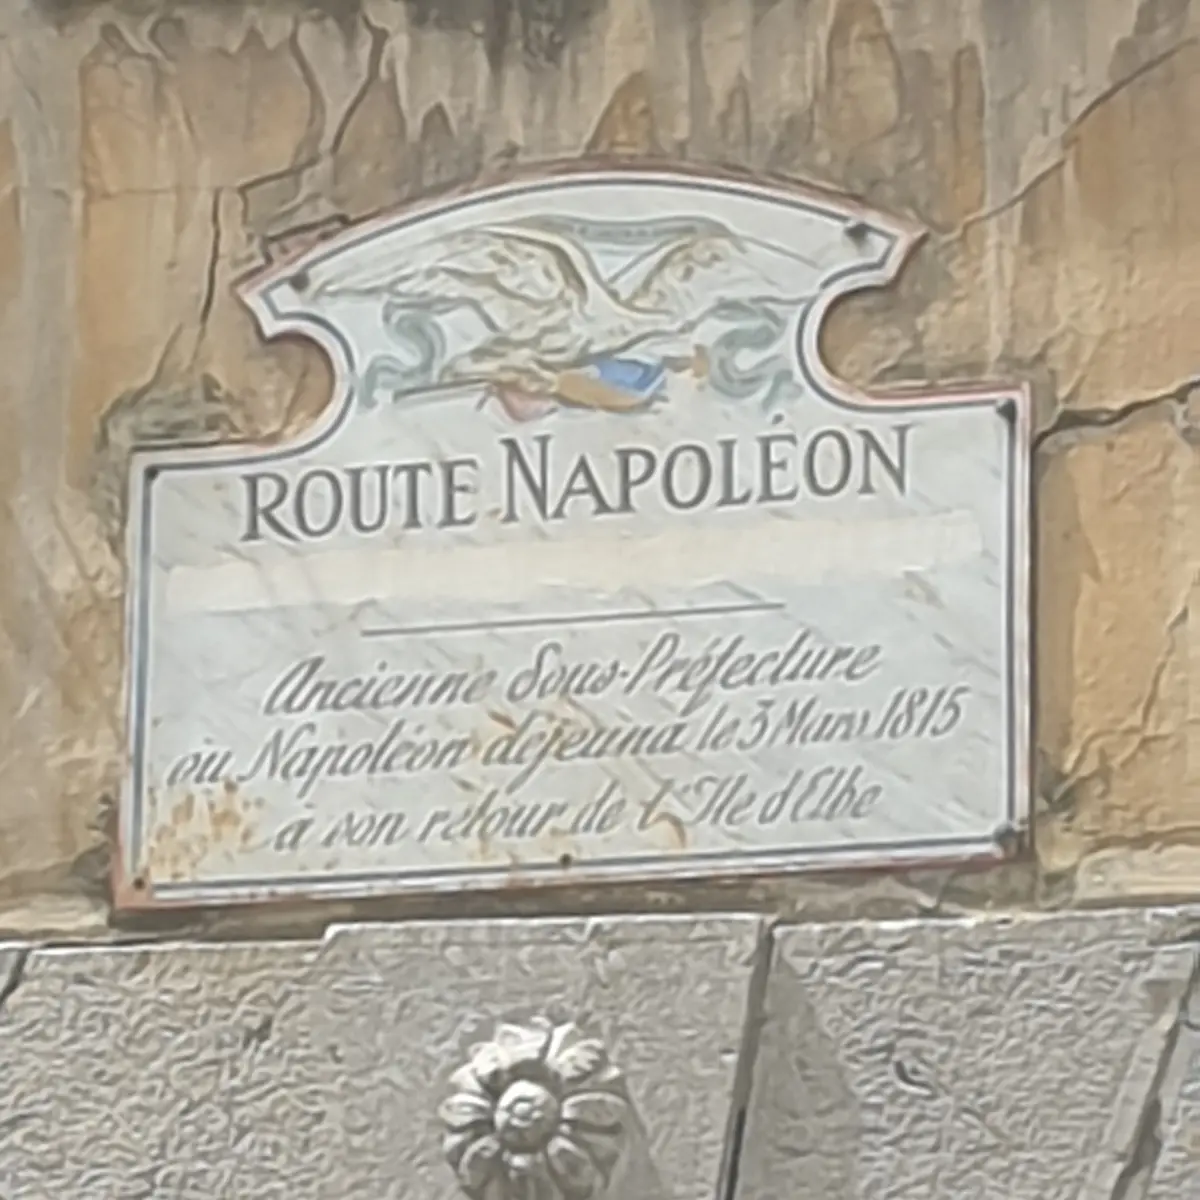 ROUTE NAPOLÉON
Ancienne Sous-Préfecture
où Napoléon déjeuna le 3 Mars 1815
à son retour de l'Ile d'Elbe